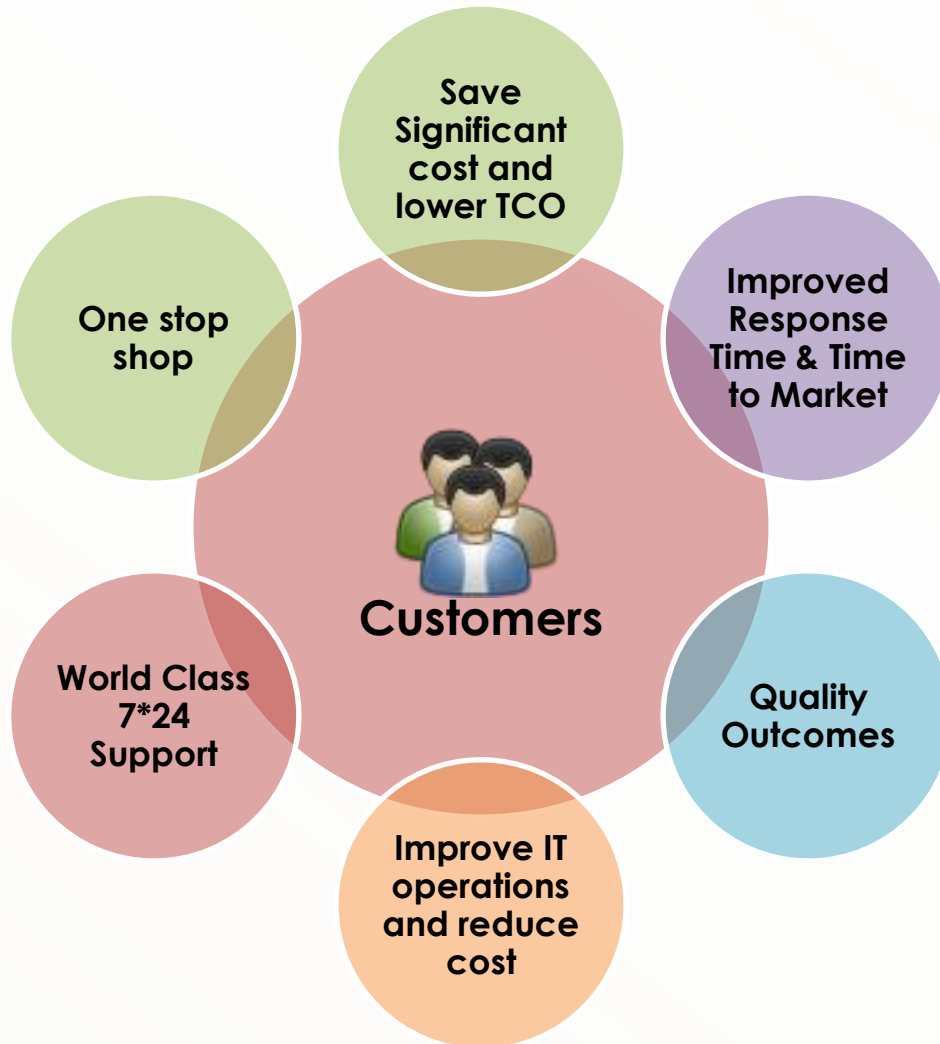 Save
Significant
cost and
lower TCO
Improved
Response
Time & Time
to Market
Quality
Outcomes
Improve IT
operations
and reduce
cost
World Class
7*24
Support
One stop
shop
Customers